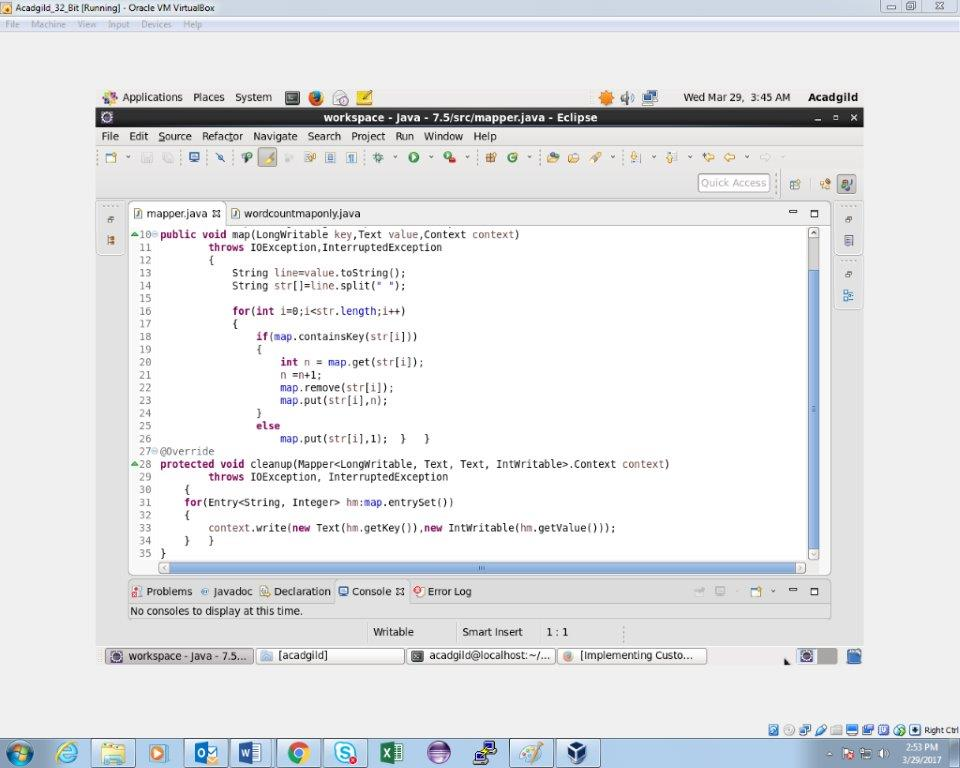 Acadgild_32_Bit [Running] - Oracle VM VirtualBox
File Machine View Input Devices Help
Applications Places System Wed Mar 29, 3:45 AM Acadgild
workspace - Java - 7.5/src/mapper.java - Eclipse
File Edit Source Refactor Navigate Search Project Run Window Help
Quick Access
mapper.java wordcountmaponly.java
10 public void map(LongWritable key,Text value,Context context)
11 throws IOException,InterruptedException
12 {
13 String line=value.toString();
14 String str[]=line.split(" ");
15
16 for(int i=0;i<str.length;i++)
17 {
18 if(map.containsKey(str[i]))
19 {
20 int n = map.get(str[i]);
21 n =n+1;
22 map.remove(str[i]);
23 map.put(str[i],n);
24 }
25 else
26 map.put(str[i],1); } }
27 @Override
28 protected void cleanup(Mapper<LongWritable, Text, Text, IntWritable>.Context context)
29 throws IOException, InterruptedException
30 {
31 for(Entry<String, Integer> hm:map.entrySet())
32 {
33 context.write(new Text(hm.getKey()),new IntWritable(hm.getValue()));
34 } }
35 }
Problems Javadoc Declaration Console Error Log
No consoles to display at this time.
Writable Smart Insert 1 : 1
workspace - Java - 7.5... [acadgild] acadgild@localhost:~/... [Implementing Custo...
Right Ctrl
2:53 PM
3/29/2017